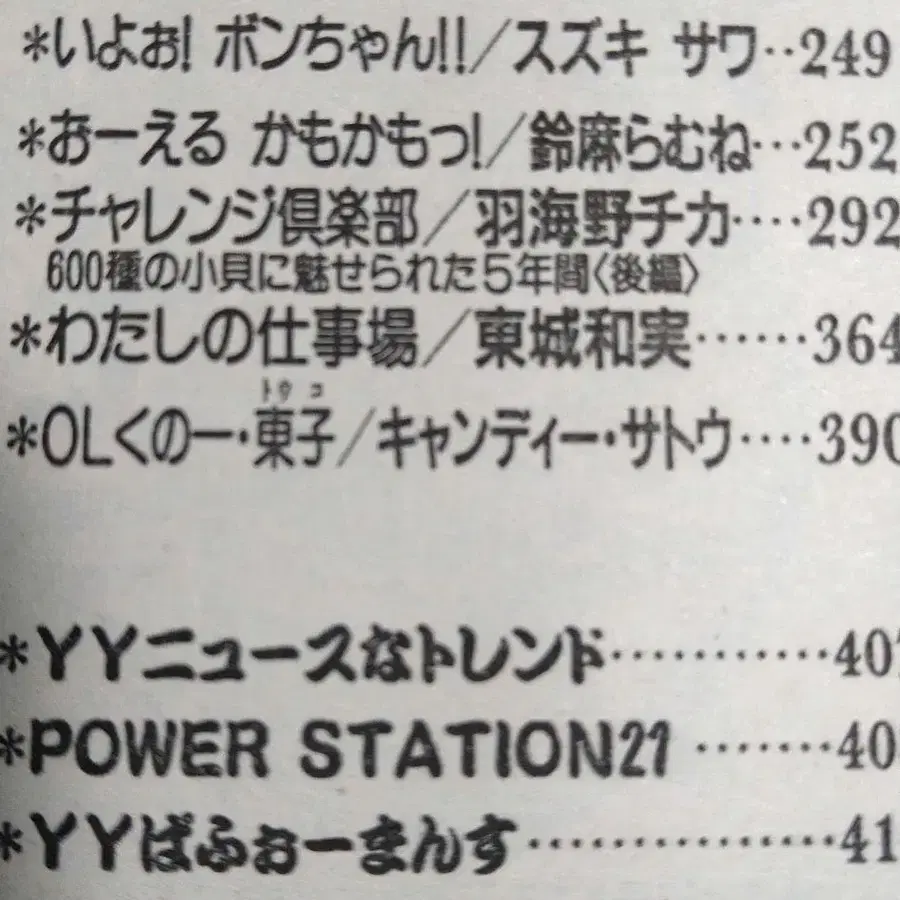 *いよぉ! ボンちゃん!!／スズキ サワ‥249
*おーえる かもかもっ!／鈴麻らむね…252
*チャレンジ倶楽部／羽海野チカ‥‥292
600種の小貝に魅せられた5年間〈後編〉
*わたしの仕事場／東城和実……364
トウコ
*OLくの一・東子／キャンディー・サトウ‥‥390
*YYニュースなトレンド…………407
*POWER STATION21 ……‥40
*YYぱふぉーまんす……………41